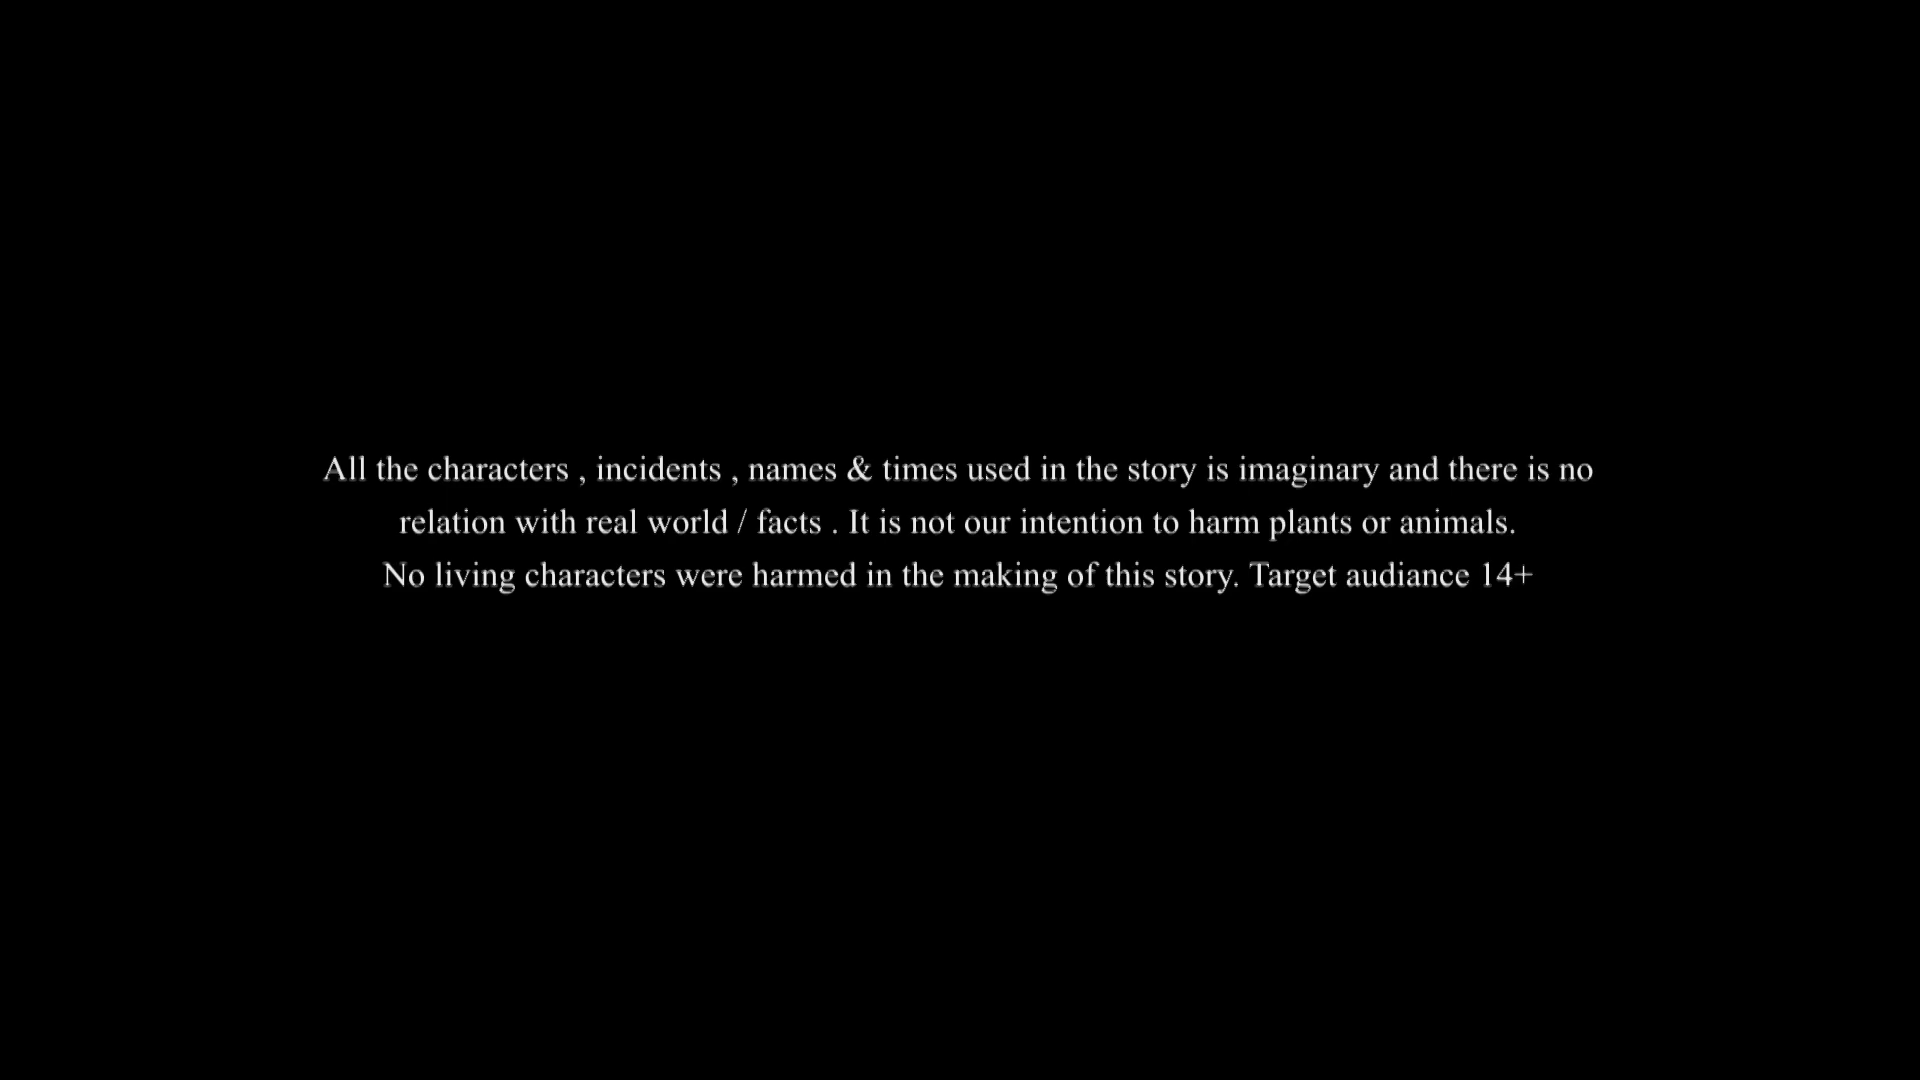 All the characters , incidents , names & times used in the story is imaginary and there is no
relation with real world / facts . It is not our intention to harm plants or animals.
No living characters were harmed in the making of this story. Target audiance 14+